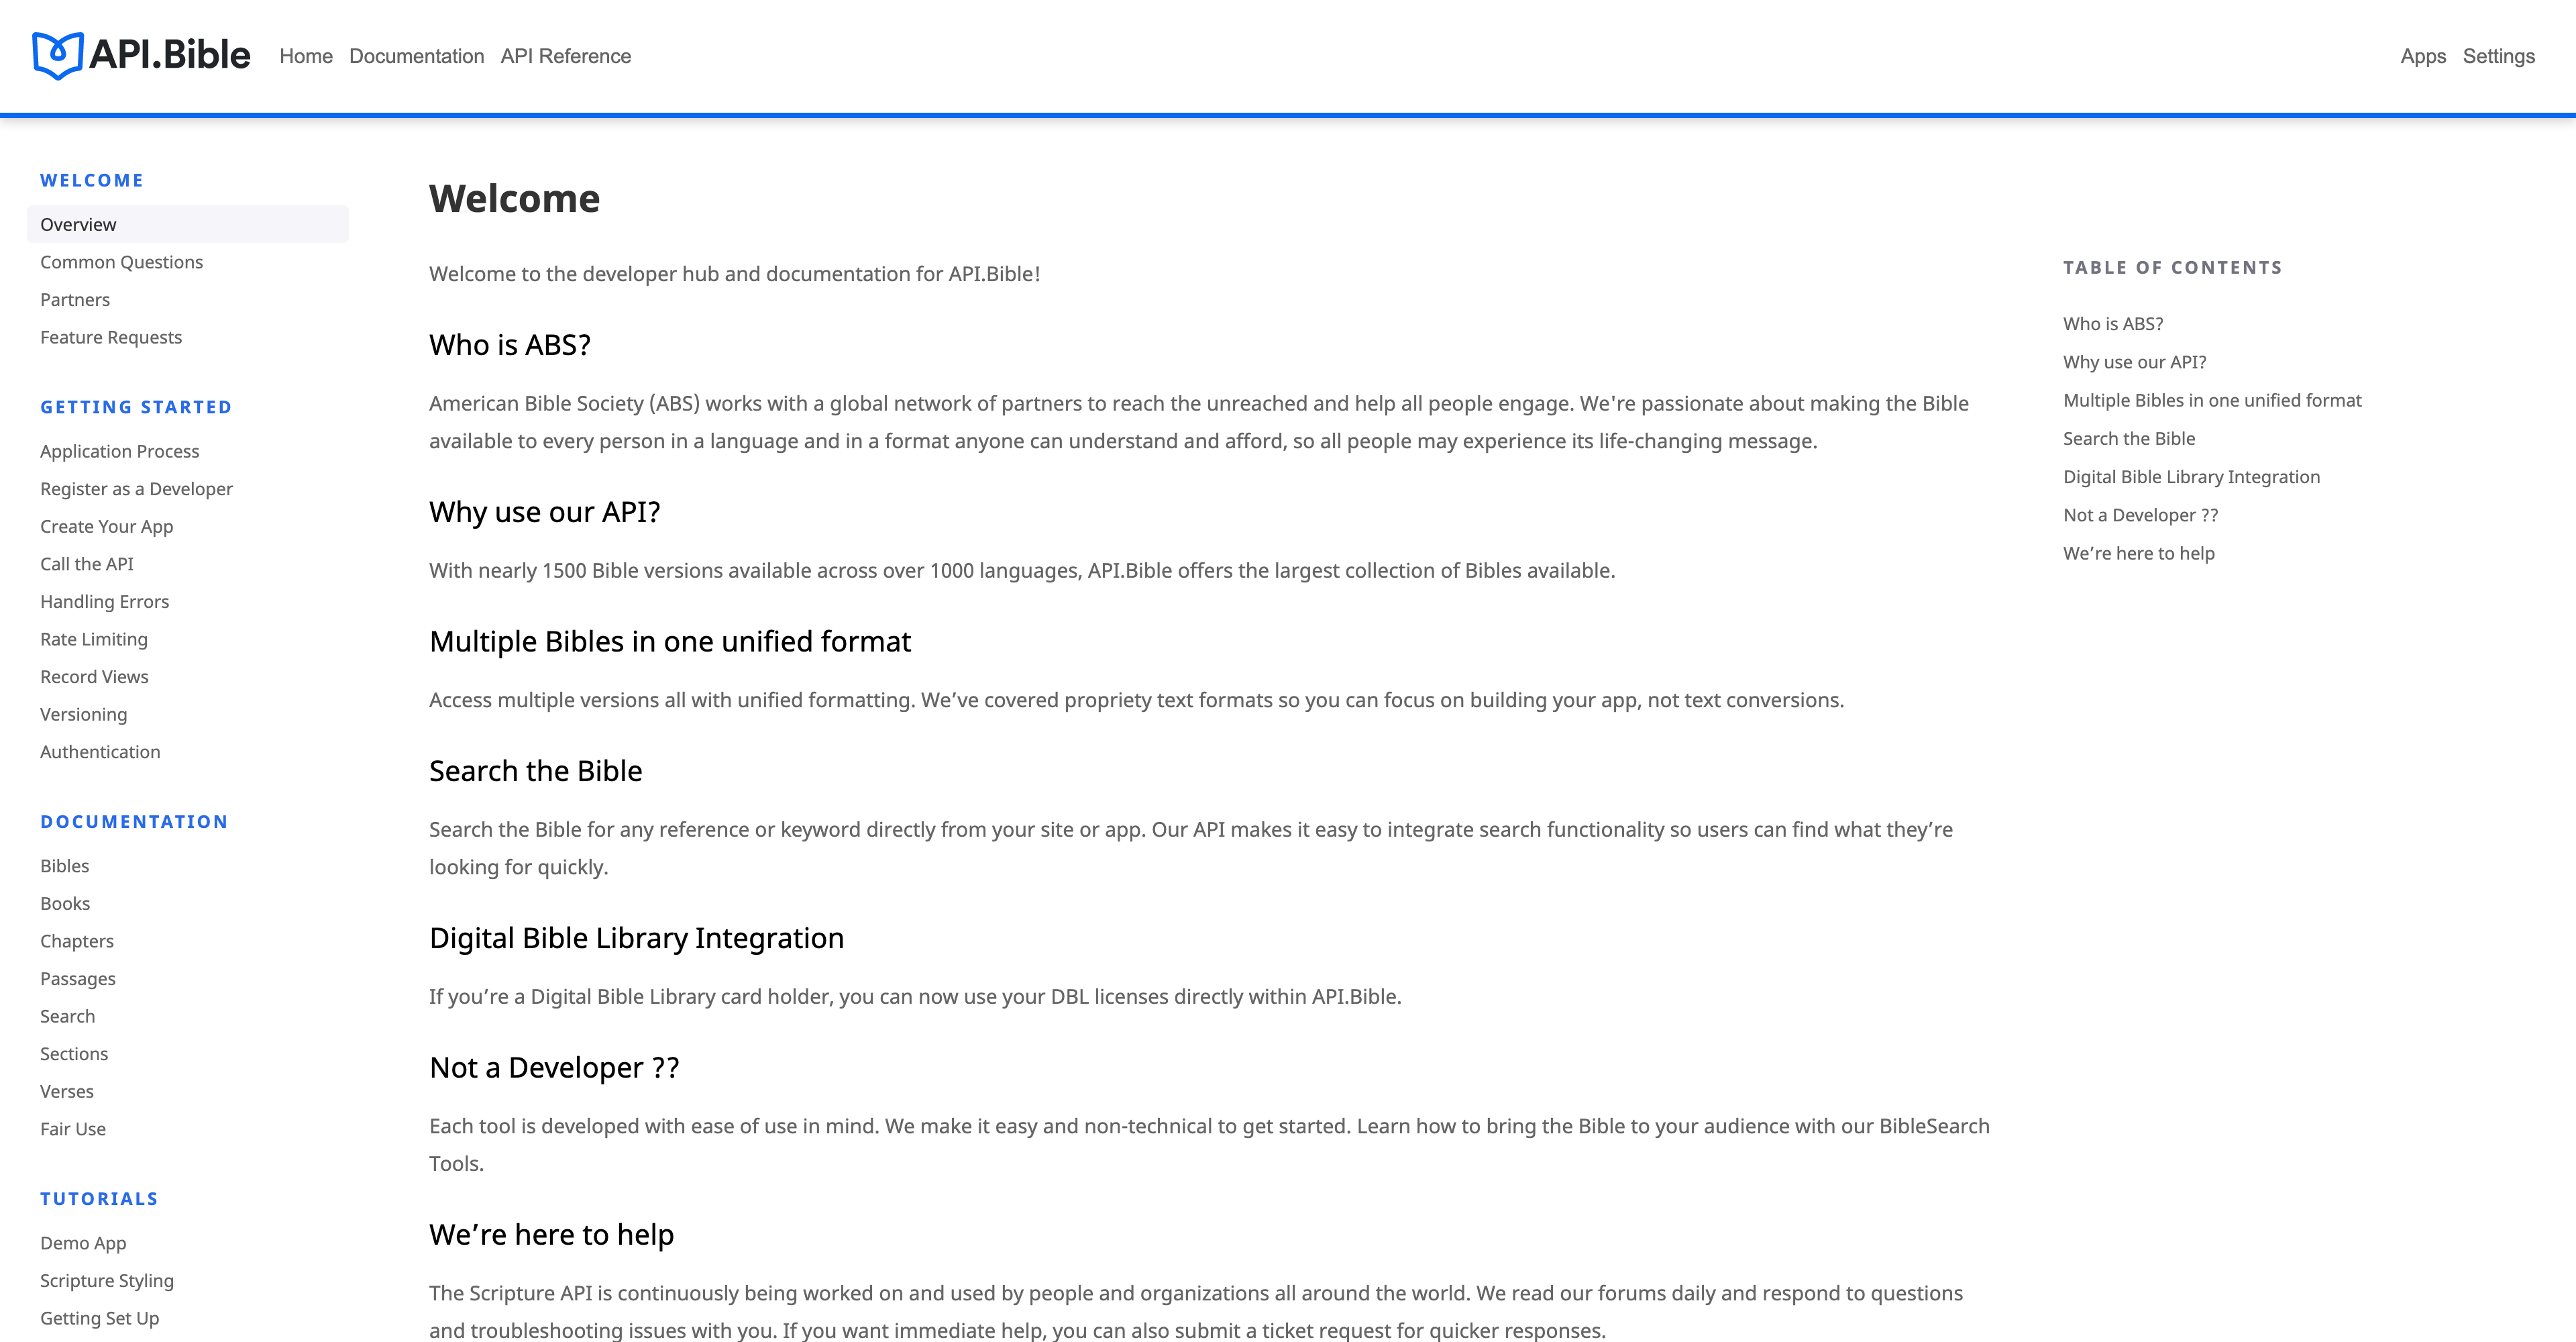 API.Bible
Home Documentation API Reference
Apps Settings
WELCOME
Overview
Common Questions
Partners
Feature Requests
GETTING STARTED
Application Process
Register as a Developer
Create Your App
Call the API
Handling Errors
Rate Limiting
Record Views
Versioning
Authentication
DOCUMENTATION
Bibles
Books
Chapters
Passages
Search
Sections
Verses
Fair Use
TUTORIALS
Demo App
Scripture Styling
Getting Set Up
Welcome
Welcome to the developer hub and documentation for API.Bible!
Who is ABS?
American Bible Society (ABS) works with a global network of partners to reach the unreached and help all people engage. We're passionate about making the Bible
available to every person in a language and in a format anyone can understand and afford, so all people may experience its life-changing message.
Why use our API?
With nearly 1500 Bible versions available across over 1000 languages, API.Bible offers the largest collection of Bibles available.
Multiple Bibles in one unified format
Access multiple versions all with unified formatting. We’ve covered propriety text formats so you can focus on building your app, not text conversions.
Search the Bible
Search the Bible for any reference or keyword directly from your site or app. Our API makes it easy to integrate search functionality so users can find what they’re
looking for quickly.
Digital Bible Library Integration
If you’re a Digital Bible Library card holder, you can now use your DBL licenses directly within API.Bible.
Not a Developer ??
Each tool is developed with ease of use in mind. We make it easy and non-technical to get started. Learn how to bring the Bible to your audience with our BibleSearch
Tools.
We’re here to help
The Scripture API is continuously being worked on and used by people and organizations all around the world. We read our forums daily and respond to questions
and troubleshooting issues with you. If you want immediate help, you can also submit a ticket request for quicker responses.
TABLE OF CONTENTS
Who is ABS?
Why use our API?
Multiple Bibles in one unified format
Search the Bible
Digital Bible Library Integration
Not a Developer ??
We’re here to help